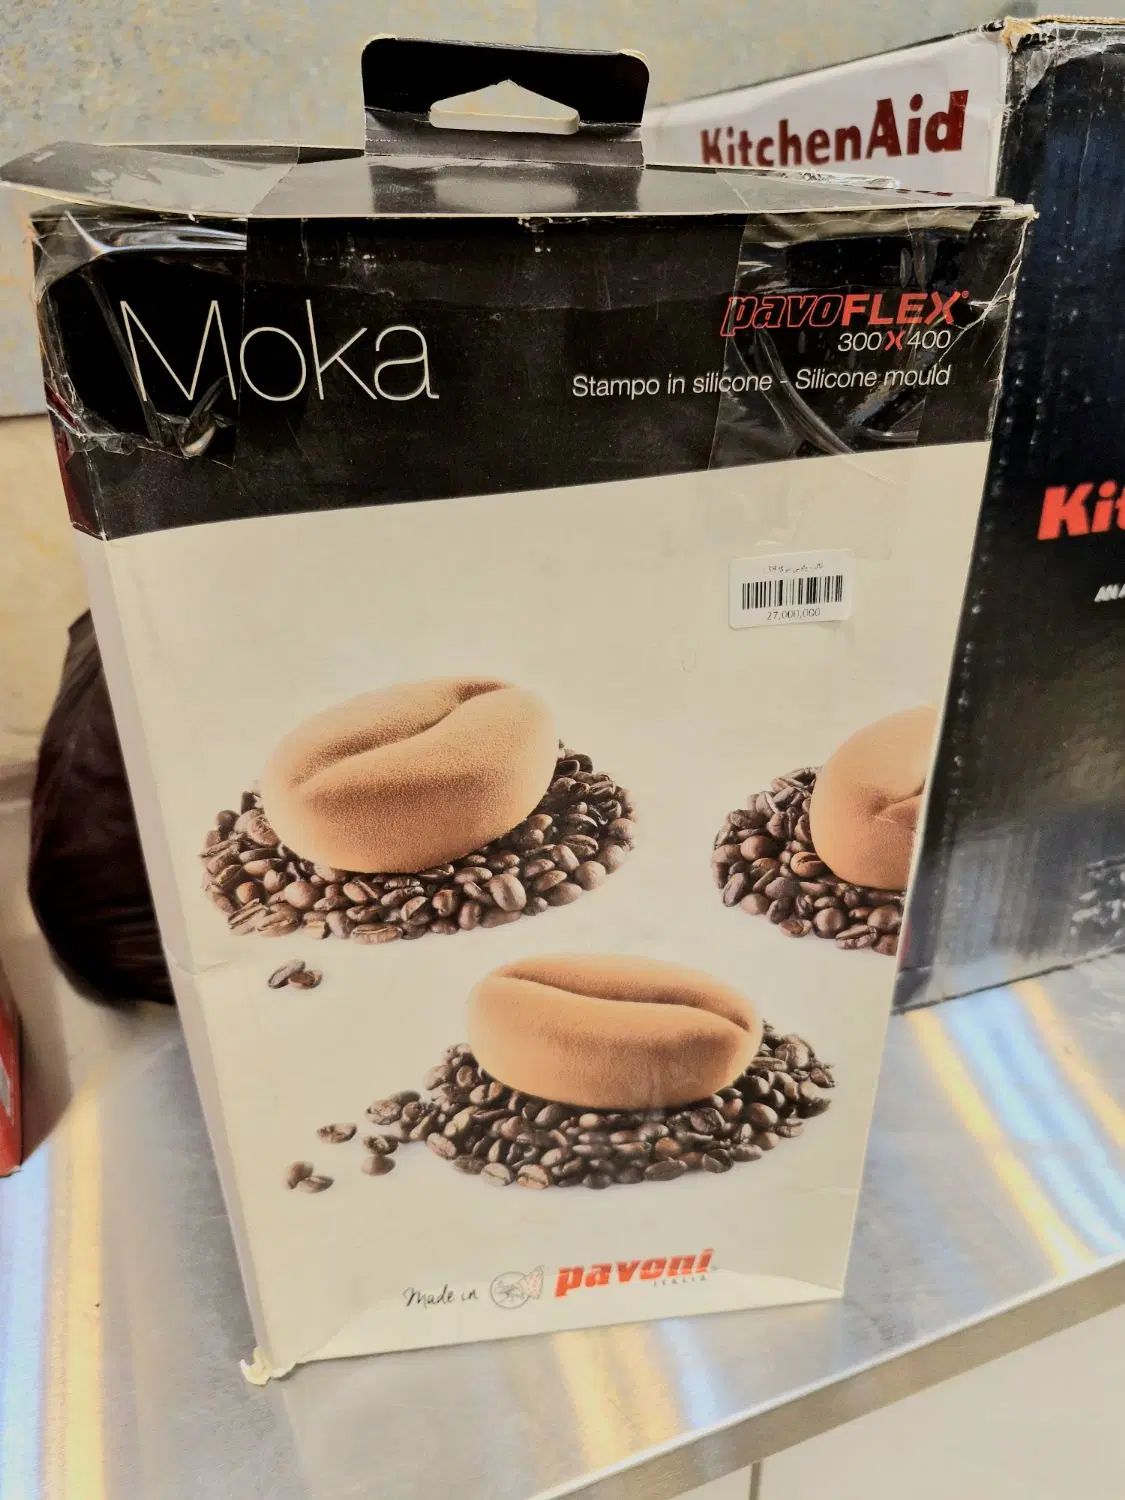 KitchenAid
Moka
pavoFLEX®
300x400
Stampo in silicone - Silicone mould
27,000,000
Made in
pavoni
ITALIA